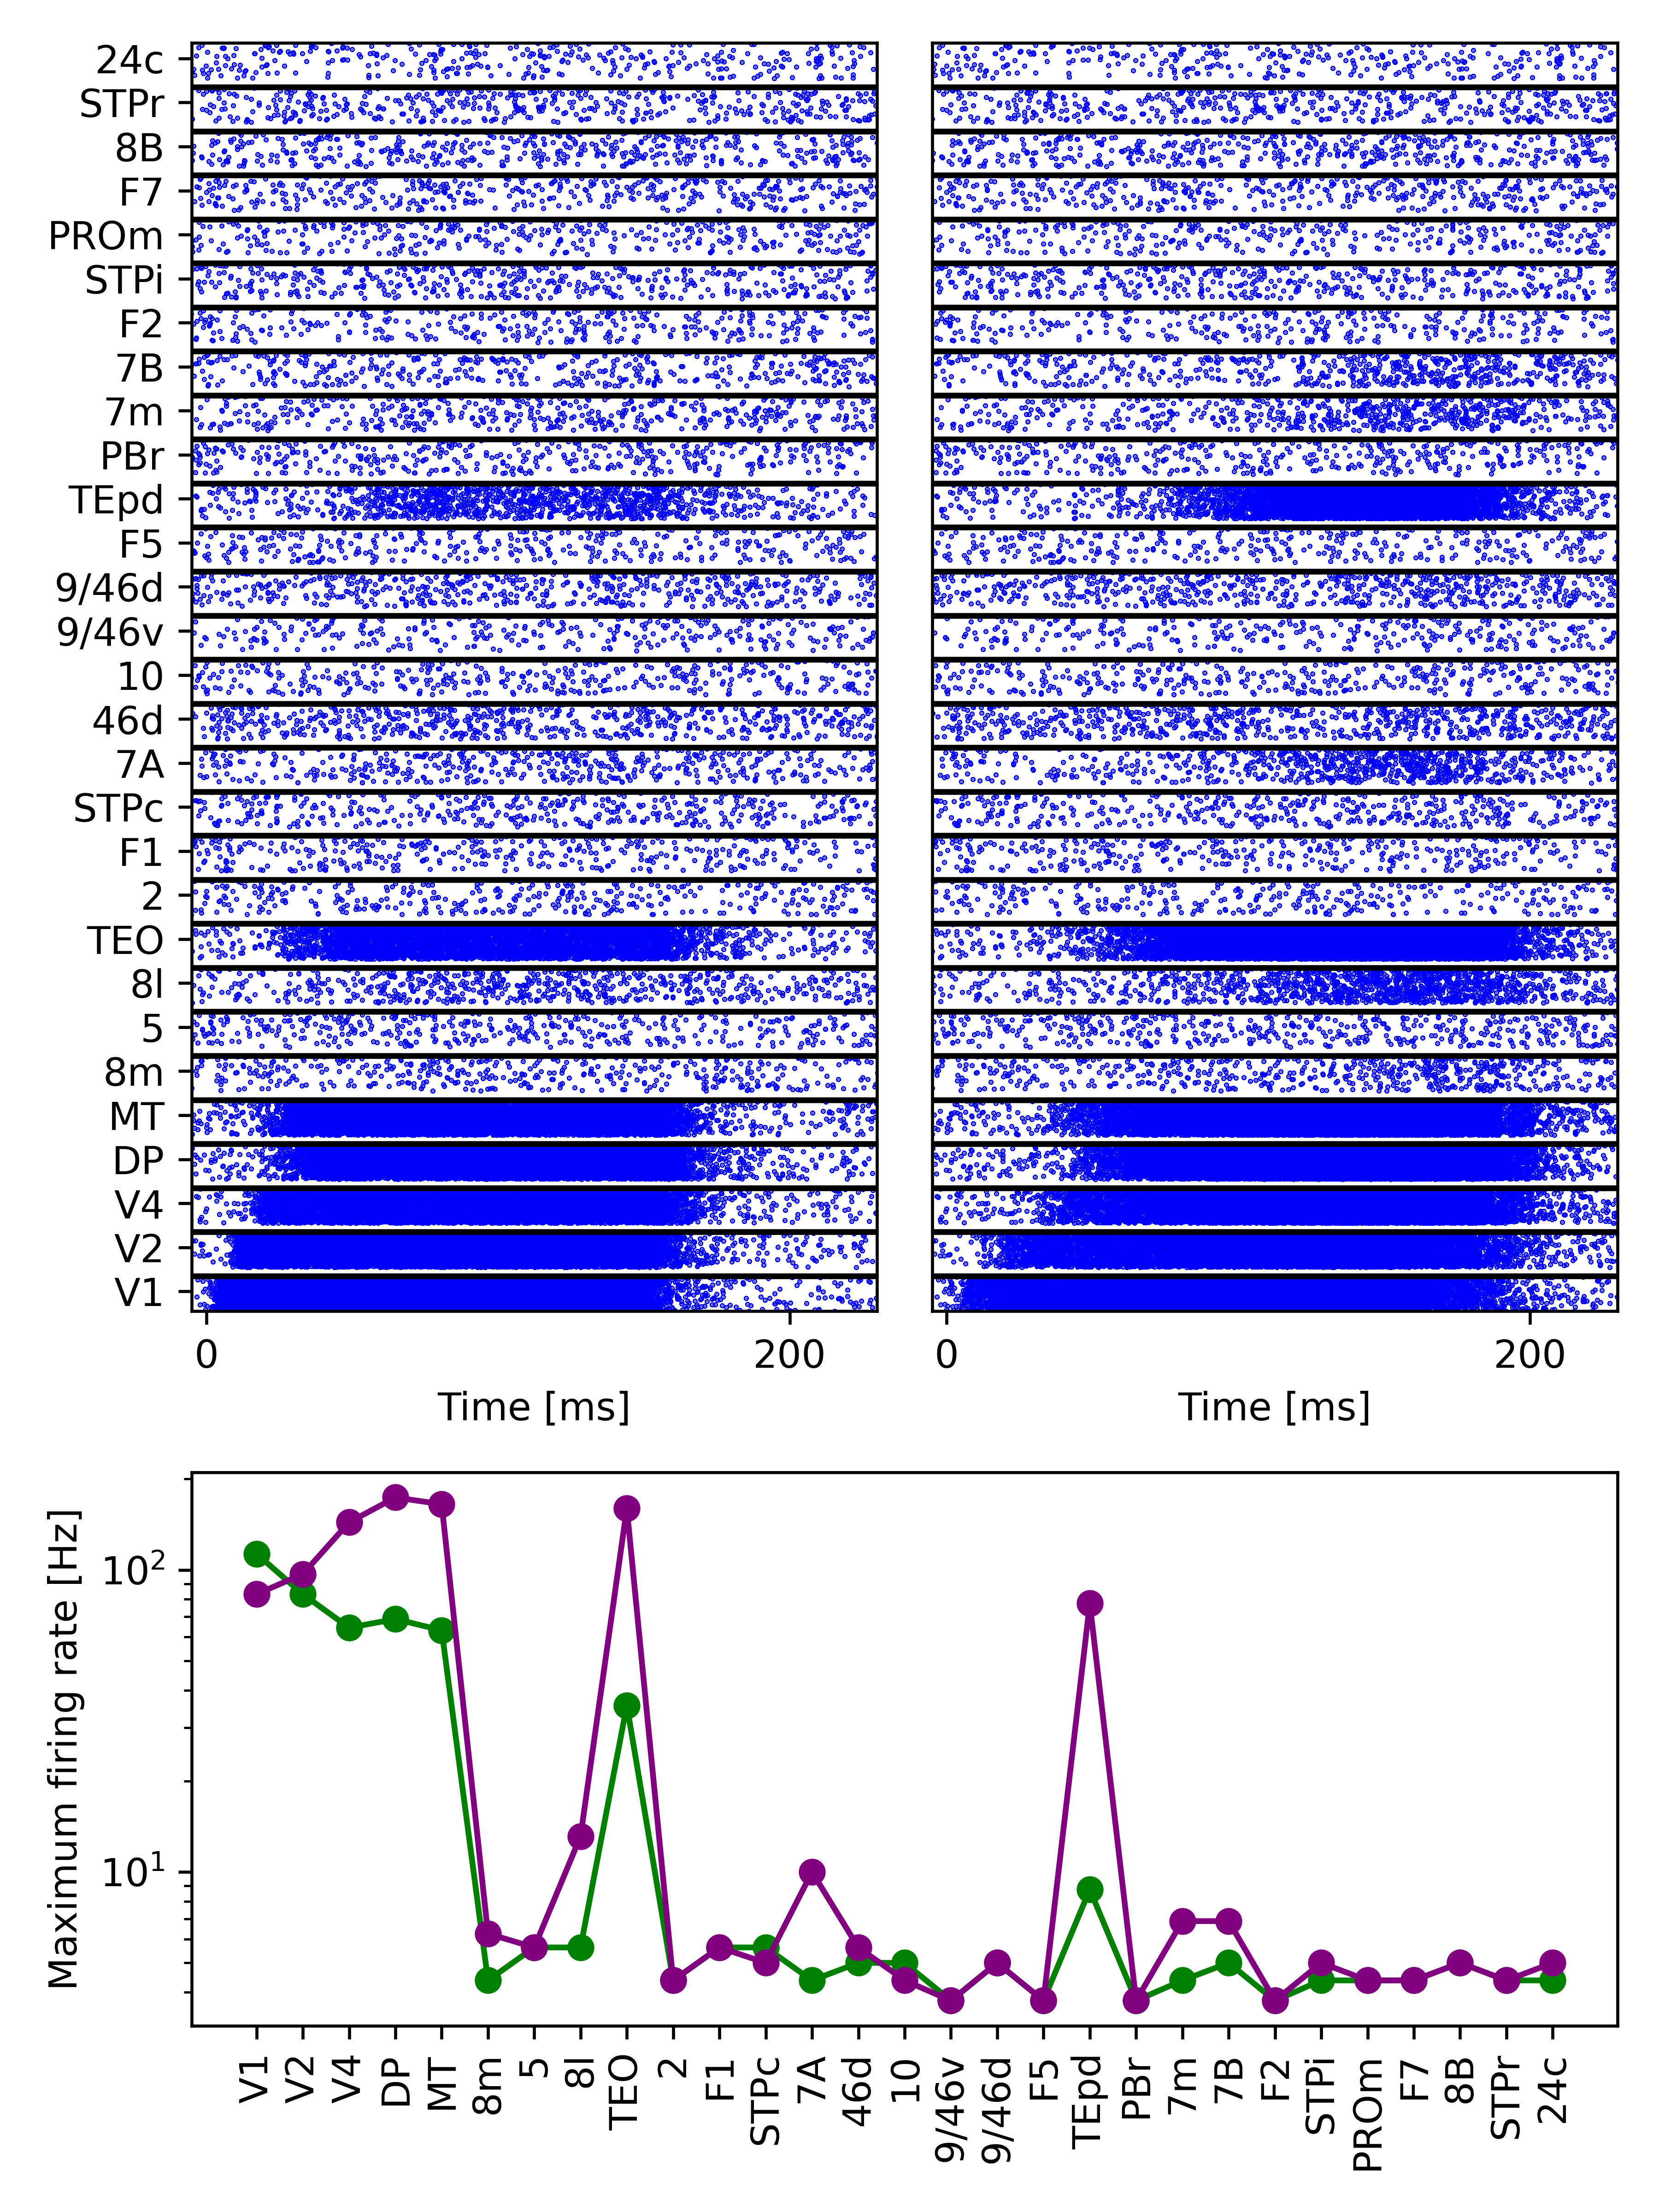 24c
STPr
8B
F7
PROm
STPi
F2
7B
7m
PBr
TEpd
F5
9/46d
9/46v
10
46d
7A
STPc
F1
2
TEO
8l
5
8m
MT
DP
V4
V2
V1
0 200 0 200
Time [ms] Time [ms]
Maximum firing rate [Hz]
10²
10¹
V1 V2 V4 DP MT 8m 5 8l TEO 2 F1 STPc 7A 46d 10 9/46v 9/46d F5 TEpd PBr 7m 7B F2 STPi PROm F7 8B STPr 24c